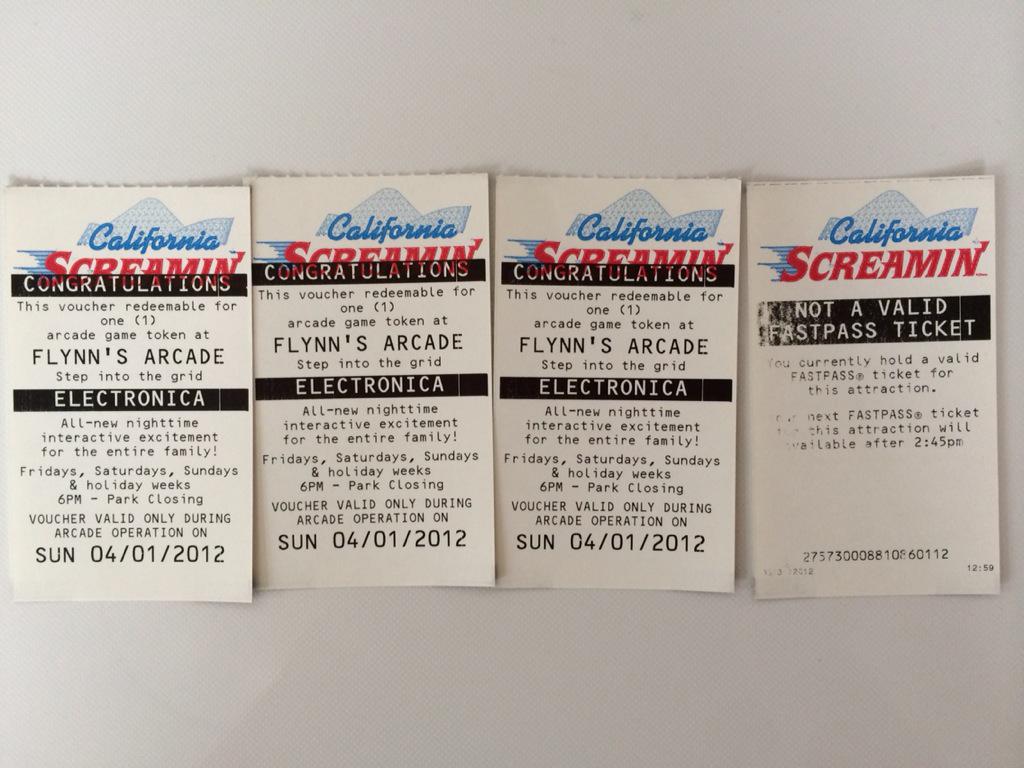 California
SCREAMIN'
CONGRATULATIONS
This voucher redeemable for
one (1)
arcade game token at
FLYNN'S ARCADE
Step into the grid
ELECTRONICA
All-new nighttime
interactive excitement
for the entire family!
Fridays, Saturdays, Sundays
& holiday weeks
6PM - Park Closing
VOUCHER VALID ONLY DURING
ARCADE OPERATION ON
SUN 04/01/2012
California
SCREAMIN'
CONGRATULATIONS
This voucher redeemable for
one (1)
arcade game token at
FLYNN'S ARCADE
Step into the grid
ELECTRONICA
All-new nighttime
interactive excitement
for the entire family!
Fridays, Saturdays, Sundays
& holiday weeks
6PM - Park Closing
VOUCHER VALID ONLY DURING
ARCADE OPERATION ON
SUN 04/01/2012
California
SCREAMIN'
CONGRATULATIONS
This voucher redeemable for
one (1)
arcade game token at
FLYNN'S ARCADE
Step into the grid
ELECTRONICA
All-new nighttime
interactive excitement
for the entire family!
Fridays, Saturdays, Sundays
& holiday weeks
6PM - Park Closing
VOUCHER VALID ONLY DURING
ARCADE OPERATION ON
SUN 04/01/2012
California
SCREAMIN'
NOT A VALID
FASTPASS TICKET
You currently hold a valid
FASTPASS® ticket for
this attraction.
next FASTPASS® ticket
this attraction will
available after 2:45pm
275730008810860112
12:59